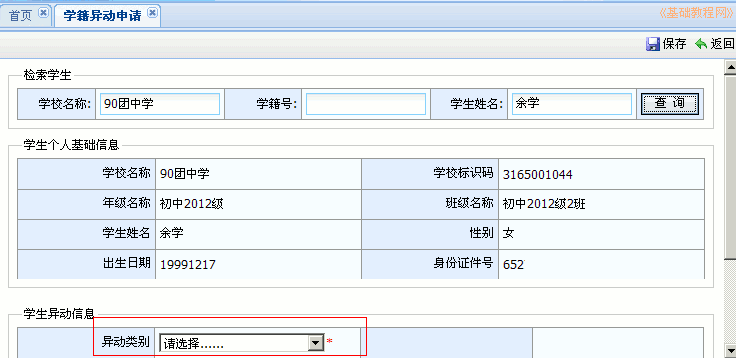 首页 学籍异动申请 《基础教程网》
保存 返回
检索学生
学校名称: 90团中学 学籍号: 学生姓名: 余学 查 询
学生个人基础信息
学校名称 90团中学 学校标识码 3165001044
年级名称 初中2012级 班级名称 初中2012级2班
学生姓名 余学 性别 女
出生日期 19991217 身份证件号 652
学生异动信息
异动类别 请选择...... *